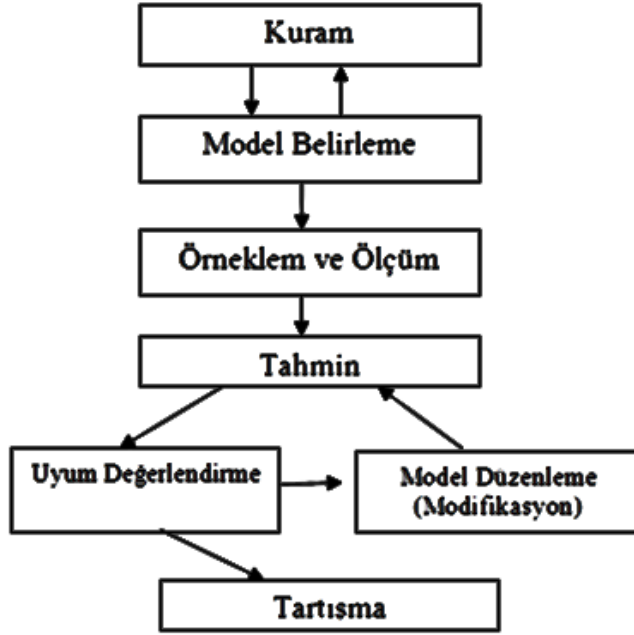 Kuram
Model Belirleme
Örneklem ve Ölçüm
Tahmin
Uyum Değerlendirme
Model Düzenleme
(Modifikasyon)
Tartışma